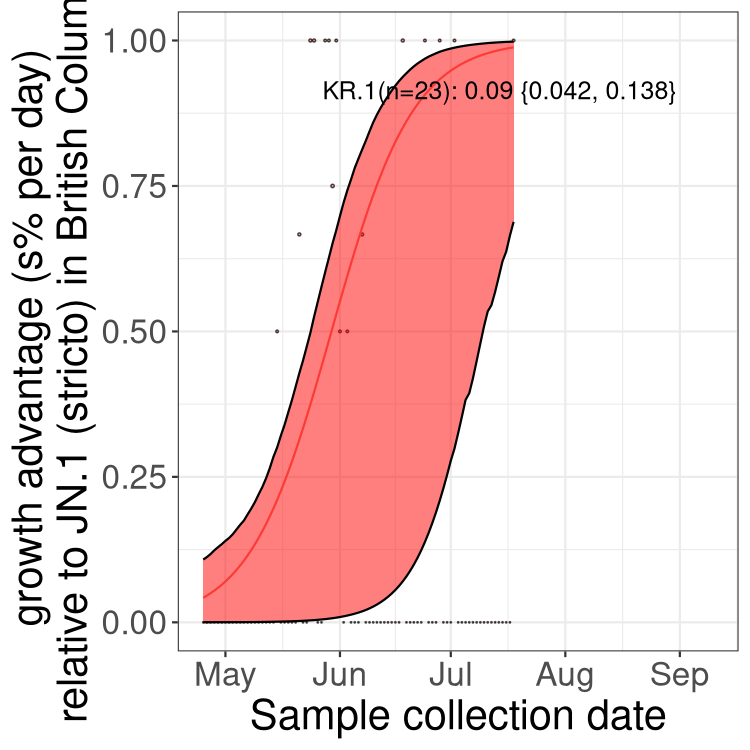 growth advantage (s% per day)
relative to JN.1 (stricto) in British Colum
1.00
0.75
0.50
0.25
0.00
KR.1(n=23): 0.09 {0.042, 0.138}
May Jun Jul Aug Sep
Sample collection date